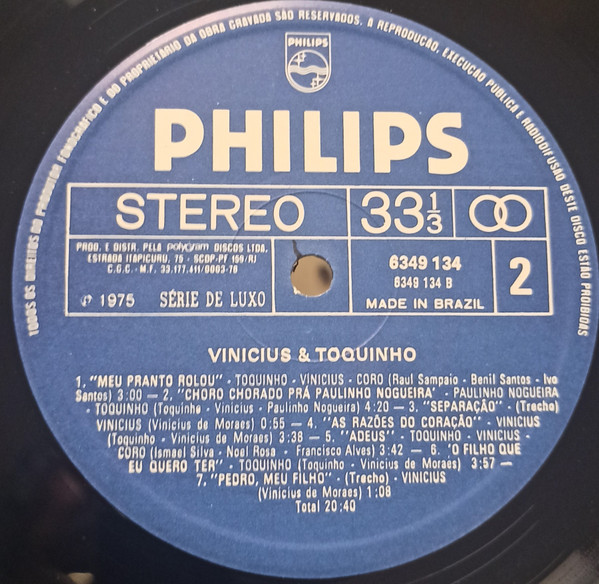 TODOS OS DIREITOS DO PRODUTOR FONOGRÁFICO E DO PROPRIETÁRIO DA OBRA GRAVADA SÃO RESERVADOS. A REPRODUÇÃO, EXECUÇÃO PÚBLICA E RADIODIFUSÃO DESTE DISCO ESTÃO PROIBIDAS
PHILIPS
PHILIPS
STEREO 33 1/3
PROD. E DISTR. PELA polygram DISCOS LTDA.
ESTRADA ITAPICURU, 75 - SCDP-PF 199/RJ
C.G.C. - M.F. 33.177.411/0003-70
℗ 1975 SÉRIE DE LUXO
6349 134
6349 134 B
MADE IN BRAZIL
2
VINICIUS & TOQUINHO
1. "MEU PRANTO ROLOU" - TOQUINHO - VINICIUS - CORO (Raul Sampaio - Benil Santos - Ivo
Santos) 3:00 — 2. "CHORO CHORADO PRÁ PAULINHO NOGUEIRA" - PAULINHO NOGUEIRA
- TOQUINHO (Toquinho - Vinicius - Paulinho Nogueira) 4:20 — 3. "SEPARAÇÃO" - (Trecho)
VINICIUS (Vinicius de Moraes) 0:55 — 4. "AS RAZÕES DO CORAÇÃO" - VINICIUS
(Toquinho - Vinicius de Moraes) 3:38 — 5. "ADEUS" - TOQUINHO - VINICIUS -
CORO (Ismael Silva - Noel Rosa - Francisco Alves) 3:42 — 6. "O FILHO QUE
EU QUERO TER" - TOQUINHO (Toquinho - Vinicius de Moraes) 3:57 —
7. "PEDRO, MEU FILHO" - (Trecho) - VINICIUS
(Vinicius de Moraes) 1:08
Total 20:40